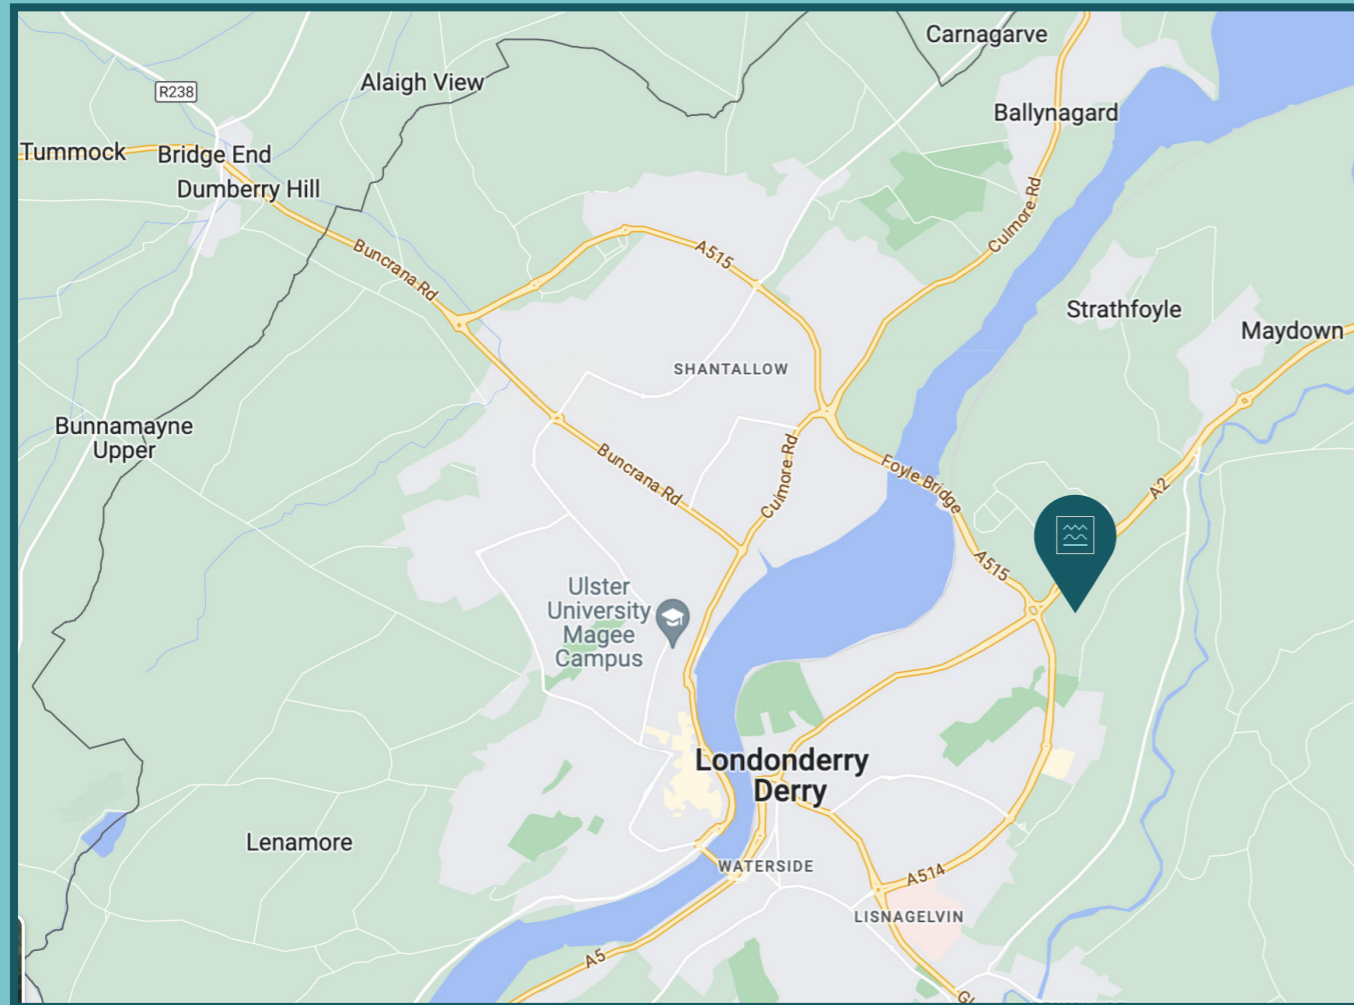 Carnagarve
Alaigh View
R238
Ballynagard
Tummock
Bridge End
Dumberry Hill
Culmore Rd
Buncrana Rd
A515
Strathfoyle
Maydown
SHANTALLOW
Bunnamayne
Upper
Buncrana Rd
Culmore Rd
Foyle Bridge
A2
A515
Ulster
University
Magee
Campus
Londonderry
Derry
Lenamore
WATERSIDE
A514
LISNAGELVIN
A5